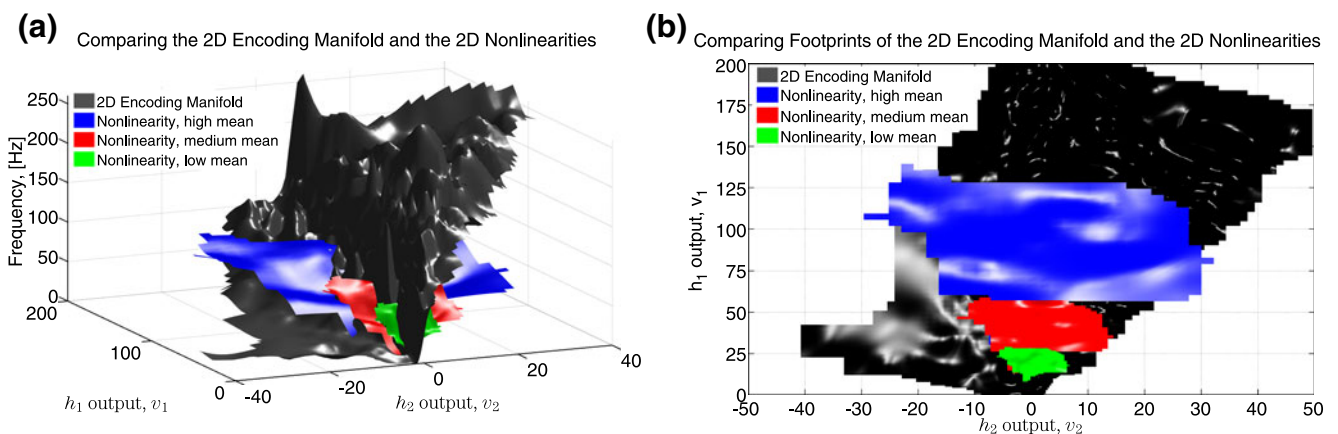 (a)
Comparing the 2D Encoding Manifold and the 2D Nonlinearities
2D Encoding Manifold
Nonlinearity, high mean
Nonlinearity, medium mean
Nonlinearity, low mean
Frequency, [Hz]
250
200
150
100
50
0
200
100
0
-40
-20
0
20
40
h1 output, v1
h2 output, v2
(b)
Comparing Footprints of the 2D Encoding Manifold and the 2D Nonlinearities
2D Encoding Manifold
Nonlinearity, high mean
Nonlinearity, medium mean
Nonlinearity, low mean
h1 output, v1
200
175
150
125
100
75
50
25
0
-50 -40 -30 -20 -10 0 10 20 30 40 50
h2 output, v2